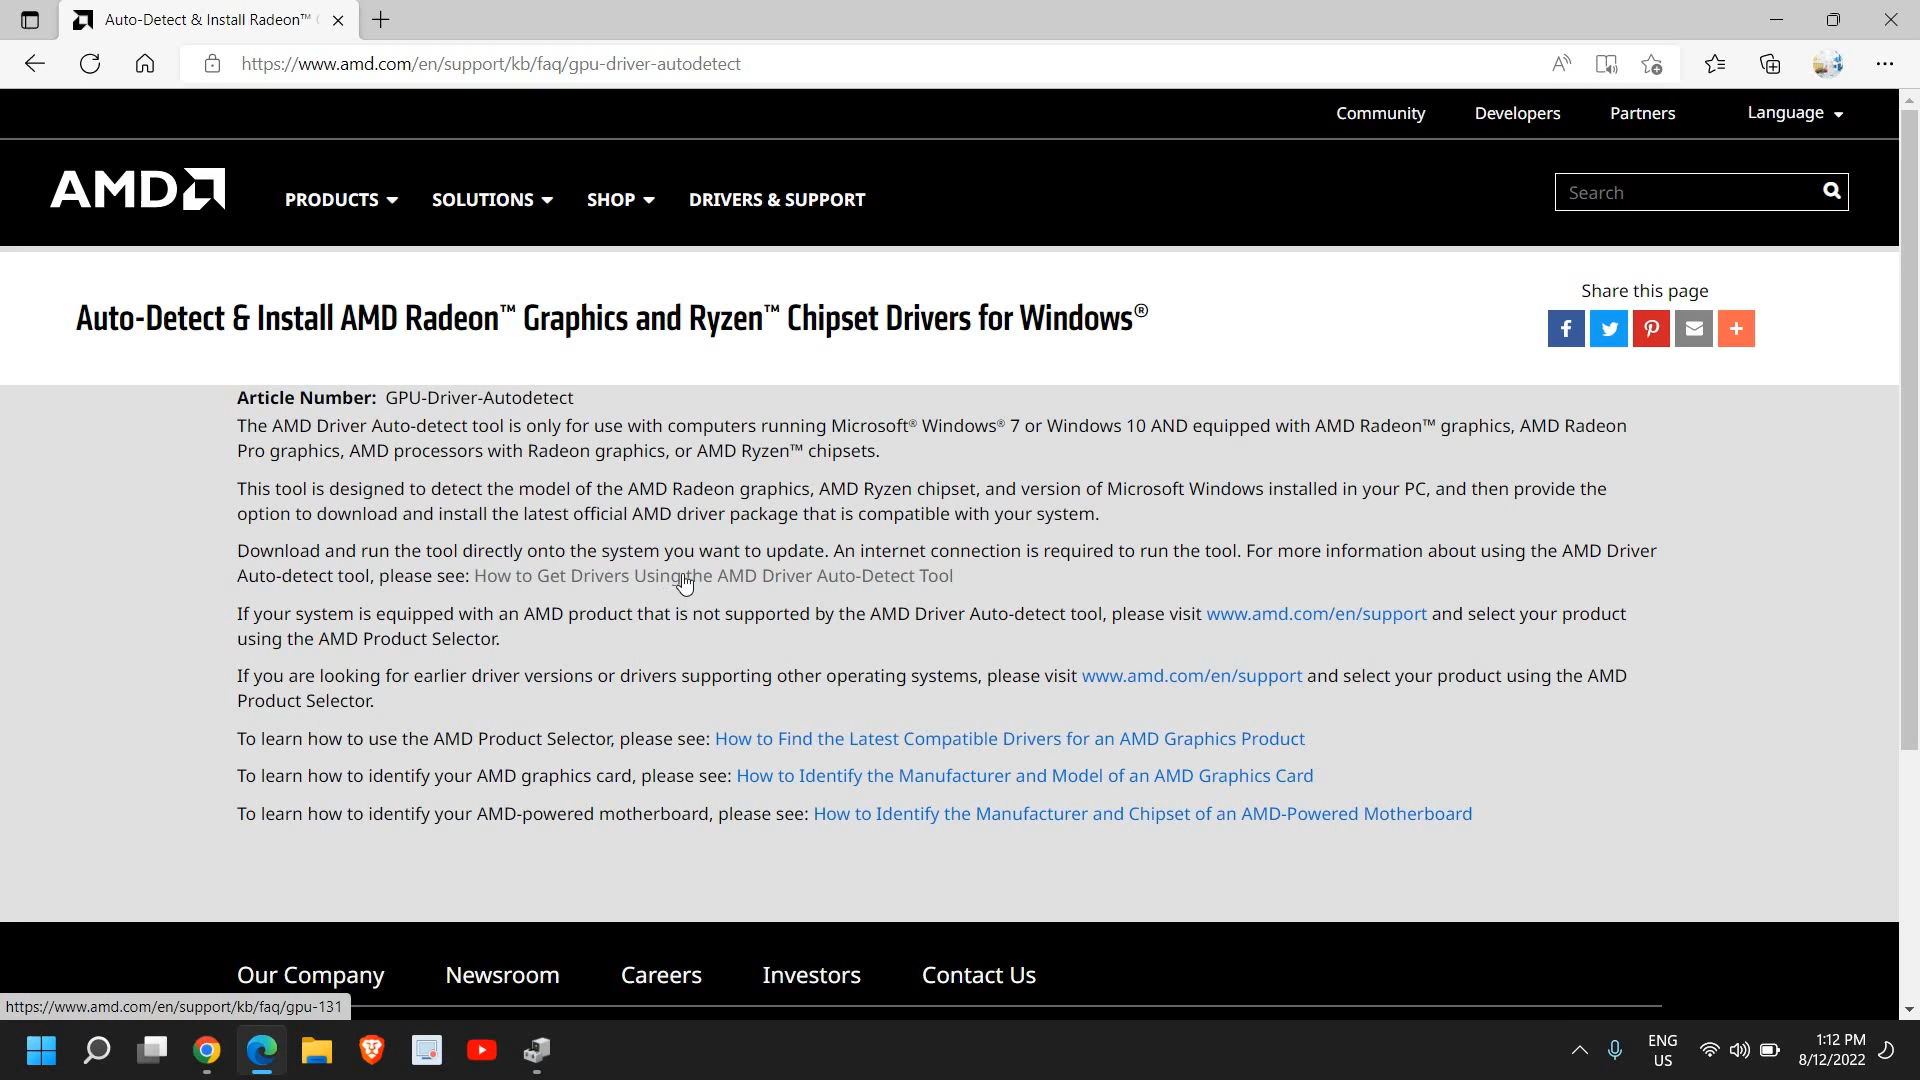 Auto-Detect & Install Radeon™
https://www.amd.com/en/support/kb/faq/gpu-driver-autodetect
Community Developers Partners Language
AMD PRODUCTS SOLUTIONS SHOP DRIVERS & SUPPORT Search
Auto-Detect & Install AMD Radeon™ Graphics and Ryzen™ Chipset Drivers for Windows®
Share this page
Article Number: GPU-Driver-Autodetect
The AMD Driver Auto-detect tool is only for use with computers running Microsoft® Windows® 7 or Windows 10 AND equipped with AMD Radeon™ graphics, AMD Radeon
Pro graphics, AMD processors with Radeon graphics, or AMD Ryzen™ chipsets.
This tool is designed to detect the model of the AMD Radeon graphics, AMD Ryzen chipset, and version of Microsoft Windows installed in your PC, and then provide the
option to download and install the latest official AMD driver package that is compatible with your system.
Download and run the tool directly onto the system you want to update. An internet connection is required to run the tool. For more information about using the AMD Driver
Auto-detect tool, please see: How to Get Drivers Using the AMD Driver Auto-Detect Tool
If your system is equipped with an AMD product that is not supported by the AMD Driver Auto-detect tool, please visit www.amd.com/en/support and select your product
using the AMD Product Selector.
If you are looking for earlier driver versions or drivers supporting other operating systems, please visit www.amd.com/en/support and select your product using the AMD
Product Selector.
To learn how to use the AMD Product Selector, please see: How to Find the Latest Compatible Drivers for an AMD Graphics Product
To learn how to identify your AMD graphics card, please see: How to Identify the Manufacturer and Model of an AMD Graphics Card
To learn how to identify your AMD-powered motherboard, please see: How to Identify the Manufacturer and Chipset of an AMD-Powered Motherboard
Our Company Newsroom Careers Investors Contact Us
https://www.amd.com/en/support/kb/faq/gpu-131
ENG
US
1:12 PM
8/12/2022